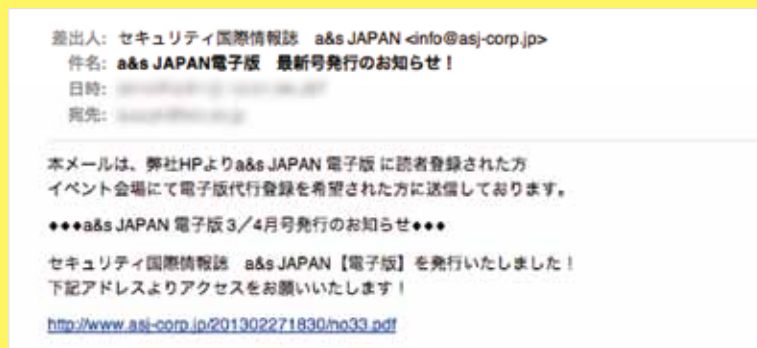 差出人: セキュリティ国際情報誌 a&s JAPAN <info@asj-corp.jp>
件名: a&s JAPAN電子版 最新号発行のお知らせ!
日時:
宛先:
本メールは、弊社HPよりa&s JAPAN 電子版 に読者登録された方
イベント会場にて電子版代行登録を希望された方に送信しております。
◆◆◆a&s JAPAN 電子版 3/4月号発行のお知らせ◆◆◆
セキュリティ国際情報誌 a&s JAPAN【電子版】を発行いたしました!
下記アドレスよりアクセスをお願いいたします!
http://www.asj-corp.jp/201302271830/no33.pdf